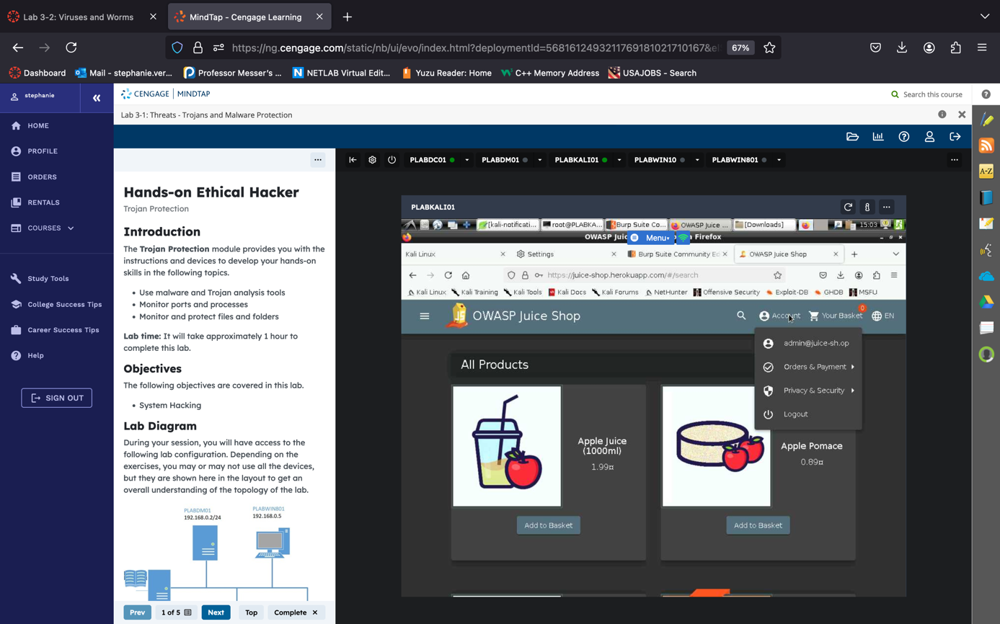 Lab 3-2: Viruses and Worms
MindTap - Cengage Learning
https://ng.cengage.com/static/nb/ui/evo/index.html?deploymentId=5681612493211769181021710167&el
67%
Dashboard
Mail - stephanie.ver...
Professor Messer's ...
NETLAB Virtual Edit...
Yuzu Reader: Home
C++ Memory Address
USAJOBS - Search
stephanie
CENGAGE | MINDTAP
Search this course
Lab 3-1: Threats - Trojans and Malware Protection
HOME
PROFILE
ORDERS
RENTALS
COURSES
Study Tools
College Success Tips
Career Success Tips
Help
SIGN OUT
Hands-on Ethical Hacker
Trojan Protection
Introduction
The Trojan Protection module provides you with the
instructions and devices to develop your hands-on
skills in the following topics.
• Use malware and Trojan analysis tools
• Monitor ports and processes
• Monitor and protect files and folders
Lab time: It will take approximately 1 hour to
complete this lab.
Objectives
The following objectives are covered in this lab.
• System Hacking
Lab Diagram
During your session, you will have access to the
following lab configuration. Depending on the
exercises, you may or may not use all the devices,
but they are shown here in the layout to get an
overall understanding of the topology of the lab.
PLABDM01
192.168.0.2/24
PLABWIN801
192.168.0.5
Prev
1 of 5
Next
Top
Complete
PLABDC01
PLABDM01
PLABKALI01
PLABWIN10
PLABWIN801
PLABKALI01
[kali-notificati...
root@PLABKA...
Burp Suite Co...
OWASP Juice ...
[Downloads]
15:03
OWASP Juic
Menu
n Firefox
Kali Linux
Settings
Burp Suite Community Ed
OWASP Juice Shop
https://juice-shop.herokuapp.com/#/search
Kali Linux
Kali Training
Kali Tools
Kali Docs
Kali Forums
NetHunter
Offensive Security
Exploit-DB
GHDB
MSFU
OWASP Juice Shop
Account
Your Basket
0
EN
admin@juice-sh.op
Orders & Payment
Privacy & Security
Logout
All Products
Apple Juice
(1000ml)
1.99¤
Add to Basket
Apple Pomace
0.89¤
Add to Basket
A-Z